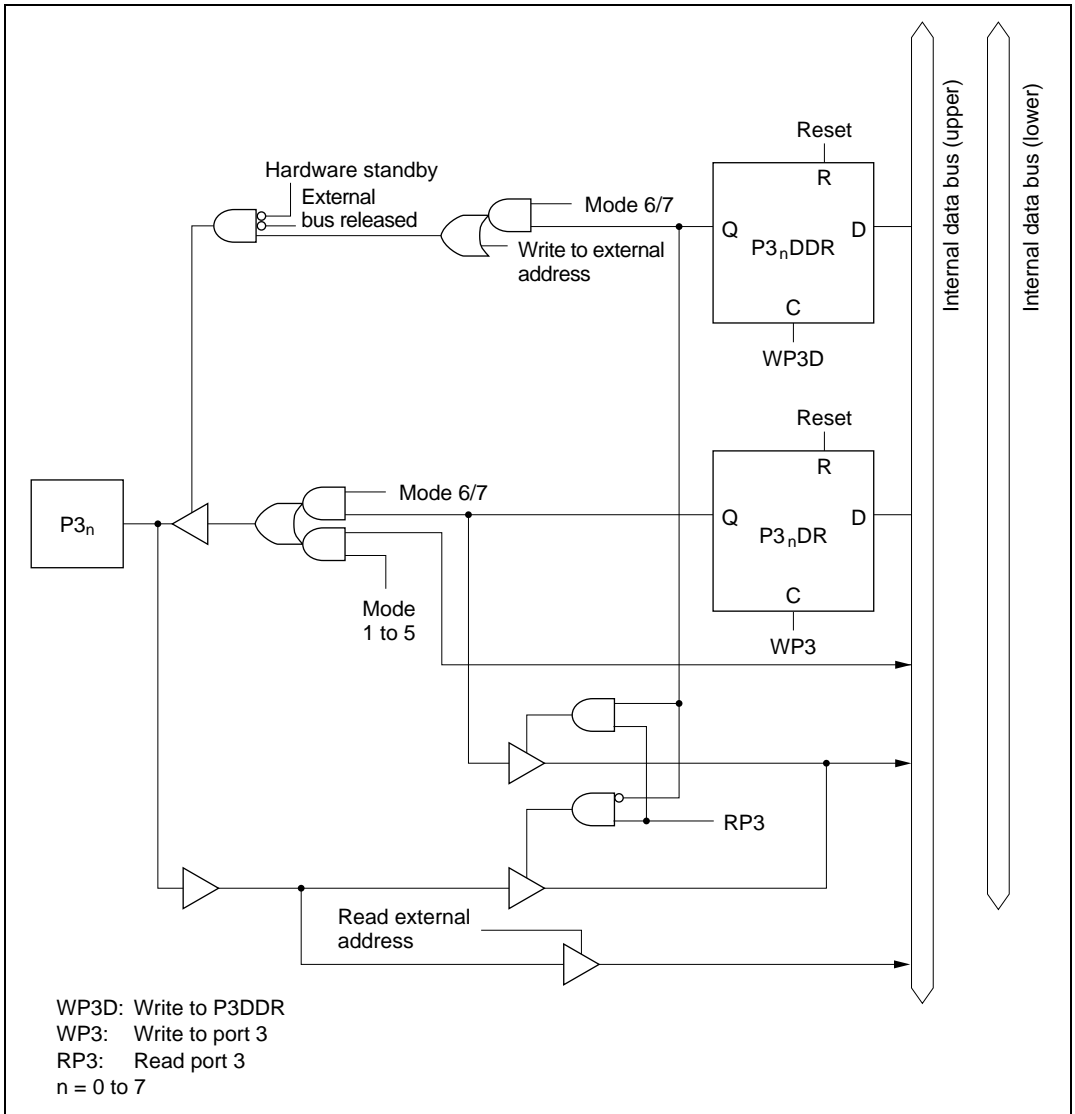 Reset
Hardware standby
External
bus released
Mode 6/7
Write to external
address
R
Q
D
P3nDDR
C
WP3D
Internal data bus (upper)
Internal data bus (lower)
Reset
R
Mode 6/7
P3n
Q
D
P3nDR
C
Mode
1 to 5
WP3
RP3
Read external
address
WP3D: Write to P3DDR
WP3: Write to port 3
RP3: Read port 3
n = 0 to 7